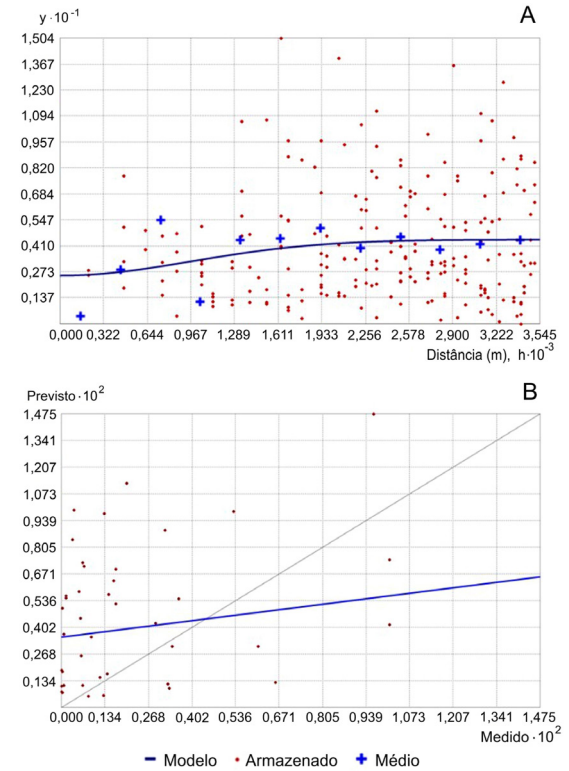 y·10⁻¹
A
1,504
1,367
1,230
1,094
0,957
0,820
0,684
0,547
0,410
0,273
0,137
0,000 0,322 0,644 0,967 1,289 1,611 1,933 2,256 2,578 2,900 3,222 3,545
Distância (m), h·10⁻³
Previsto·10²
B
1,475
1,341
1,207
1,073
0,939
0,805
0,671
0,536
0,402
0,268
0,134
0,000 0,134 0,268 0,402 0,536 0,671 0,805 0,939 1,073 1,207 1,341 1,475
Medido·10²
Modelo Armazenado Médio